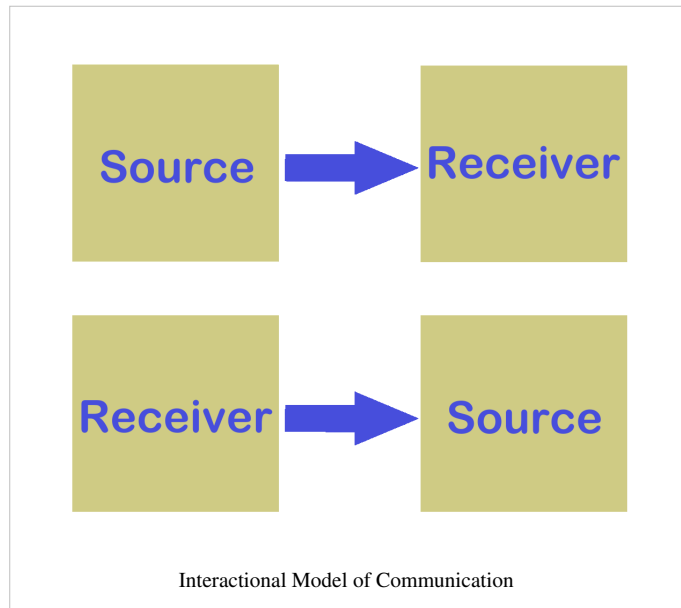 Source Receiver
Receiver Source
Interactional Model of Communication